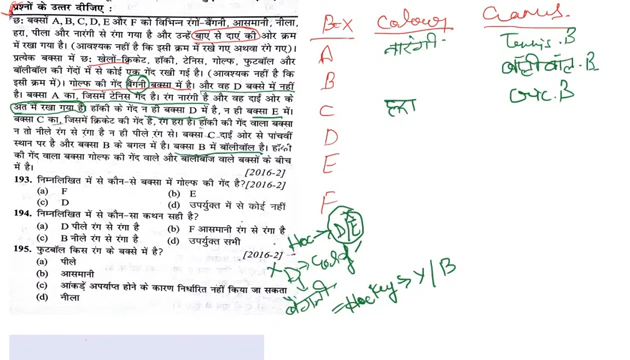 प्रश्नों के उत्तर दीजिए :
छ: बक्सा A, B, C, D, E और F को विभिन्न रंगो-बैंगनी, आसमानी, नीला,
हरा, पीला और नारंगी से रंगा गया है और उन्हें बाए से दाएं की ओर क्रम
में रखा गया है। (आवश्यक नहीं है कि इसी क्रम में रखे गए अथवा रंगे गए)
प्रत्येक बक्से में छ: खेलों-क्रिकेट, हॉकी, टेनिस, गोल्फ, फुटबॉल और
बॉलीवॉल की गेंदों में से कोई एक गेंद रखी गई है। (आवश्यक नहीं है कि
इसी क्रम में) गोल्फ की गेंद बैंगनी बक्सा में है। और वह D बक्से में नहीं
है। बक्सा A का, जिसमें टेनिस गेंद है। रंग नारंगी है और वह दाई ओर के
अंत में रखा गया है। हॉकी के गेंद न ही बक्सा D में है, न ही बक्सा E में।
बक्सा C का, जिसमें क्रिकेट की गेंद है, रंग हरा है। हॉकी की गेंद वाला बक्सा
न तो नीले रंग से रंगा है न ही पीले रंग से। बक्सा C दाई ओर से पांचवीं
स्थान पर है और बक्सा B के बगल में है। बक्सा B में बॉलीवॉल है। हॉकी
की गेंद वाला बक्सा गोल्फ की गेंद वाले और बालीबाज वाले बक्सों के बीच
में है।
[2016-2]
193. निम्नलिखित में से कौन-से बक्सा में गोल्फ की गेंद है? [2016-2]
(a) F (b) E
(c) D (d) उपर्युक्त में से कोई नहीं
194. निम्नलिखित में से कौन-सा कथन सही है?
(a) D पीले रंग से रंगा है (b) F आसमानी रंग से रंगा है
(c) B नीले रंग से रंगा है (d) उपर्युक्त सभी
195. फुटबॉल किस रंग के बक्से में है? [2016-2]
(a) पीले
(b) आसमानी
(c) आंकड़ें अपर्याप्त होने के कारण निर्धारित नहीं किया जा सकता
(d) नीला
Box Colour
A नारंगी Tennis B
B वॉलीवॉल B
C हरा B
D
E
F
Hoc → D E
D → Golf
बैंगनी
= Hockey → Y / B